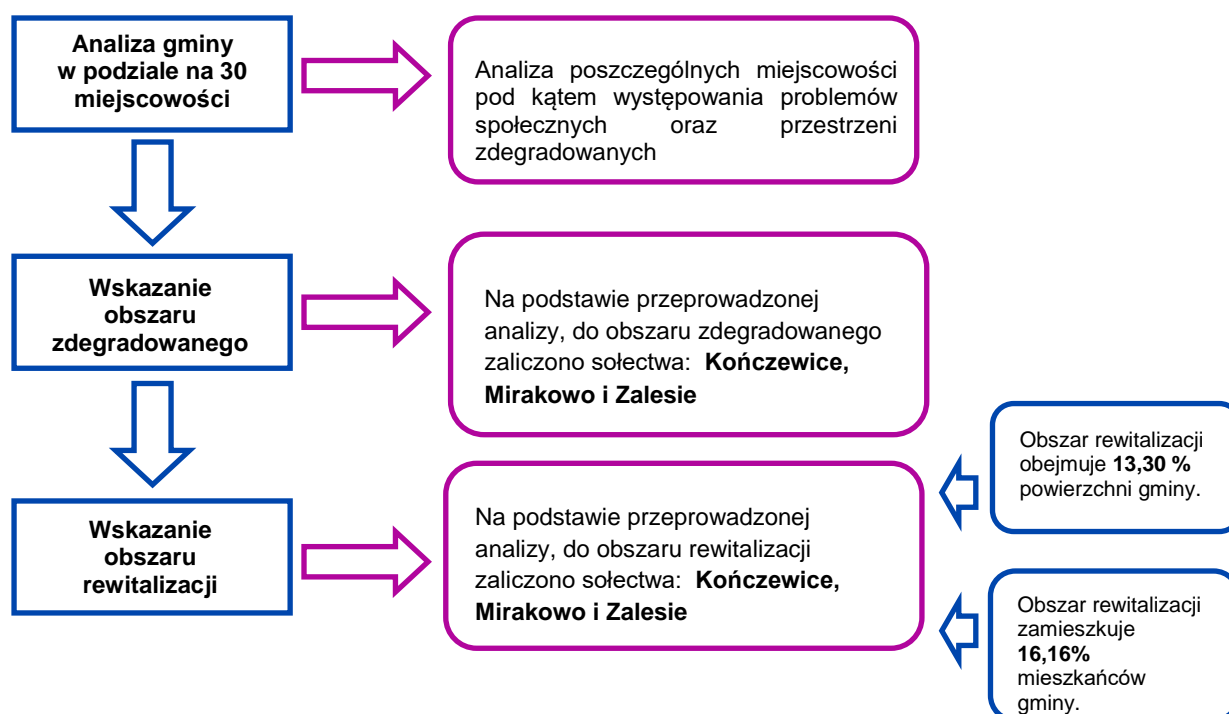 Analiza gminy
w podziale na 30
miejscowości
Analiza poszczególnych miejscowości
pod kątem występowania problemów
społecznych oraz przestrzeni
zdegradowanych
Wskazanie
obszaru
zdegradowanego
Na podstawie przeprowadzonej
analizy, do obszaru zdegradowanego
zaliczono sołectwa: Kończewice,
Mirakowo i Zalesie
Wskazanie
obszaru
rewitalizacji
Na podstawie przeprowadzonej
analizy, do obszaru rewitalizacji
zaliczono sołectwa: Kończewice,
Mirakowo i Zalesie
Obszar rewitalizacji
obejmuje 13,30 %
powierzchni gminy.
Obszar rewitalizacji
zamieszkuje
16,16%
mieszkańców
gminy.